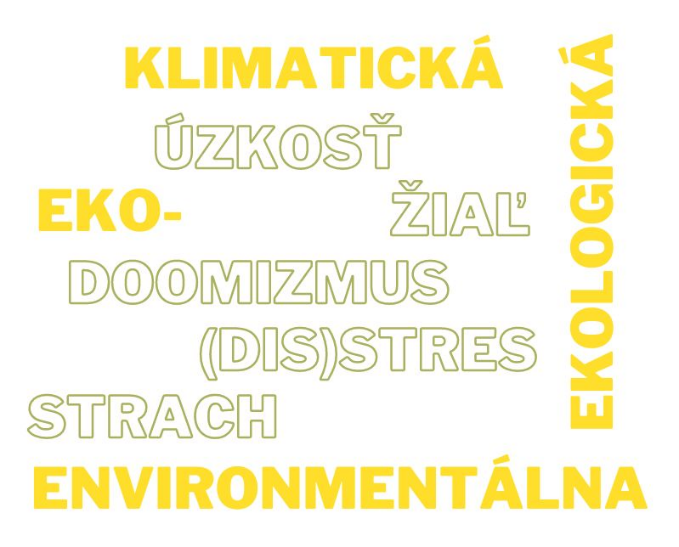 KLIMATICKÁ
EKOLOGICKÁ
ÚZKOSŤ
EKO-
ŽIAĽ
DOOMIZMUS
(DIS)STRES
STRACH
ENVIRONMENTÁLNA